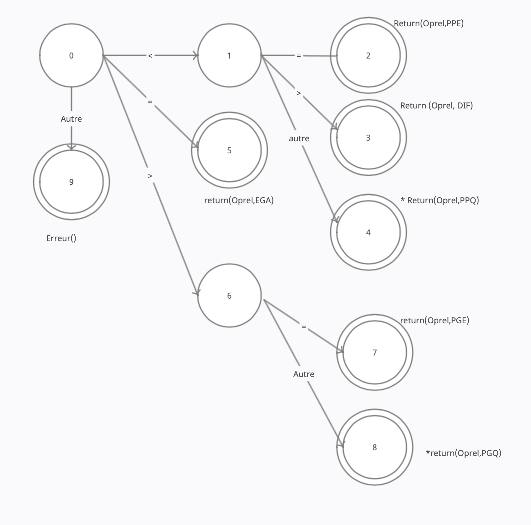 Return(Oprel,PPE)
0
<
1
=
2
>
Return (Oprel, DIF)
=
3
Autre
autre
5
>
9
return(Oprel,EGA)
* Return(Oprel,PPQ)
4
Erreur()
6
return(Oprel,PGE)
=
7
Autre
8
*return(Oprel,PGQ)